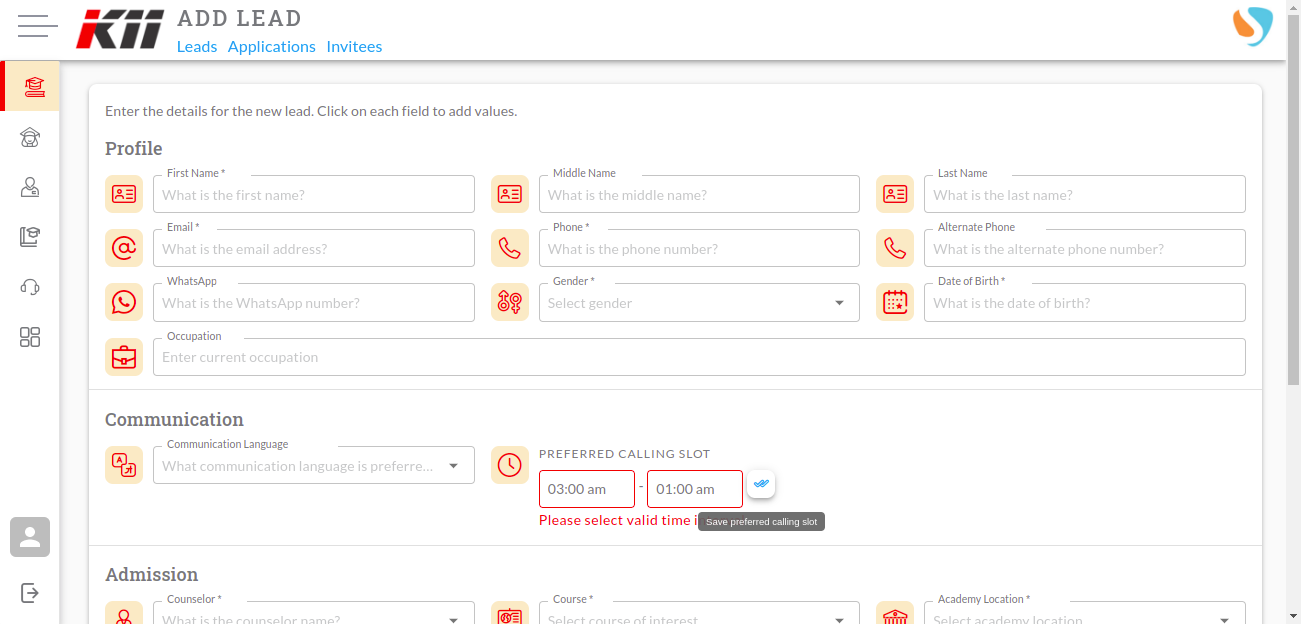 KII
ADD LEAD
Leads Applications Invitees
Enter the details for the new lead. Click on each field to add values.
Profile
First Name * Middle Name Last Name
What is the first name? What is the middle name? What is the last name?
Email * Phone * Alternate Phone
What is the email address? What is the phone number? What is the alternate phone number?
WhatsApp Gender * Date of Birth *
What is the WhatsApp number? Select gender What is the date of birth?
Occupation
Enter current occupation
Communication
Communication Language
What communication language is preferre...
PREFERRED CALLING SLOT
03:00 am - 01:00 am
Please select valid time
Save preferred calling slot
Admission
Counselor * Course * Academy Location *
What is the counselor name? Select course of interest Select academy location